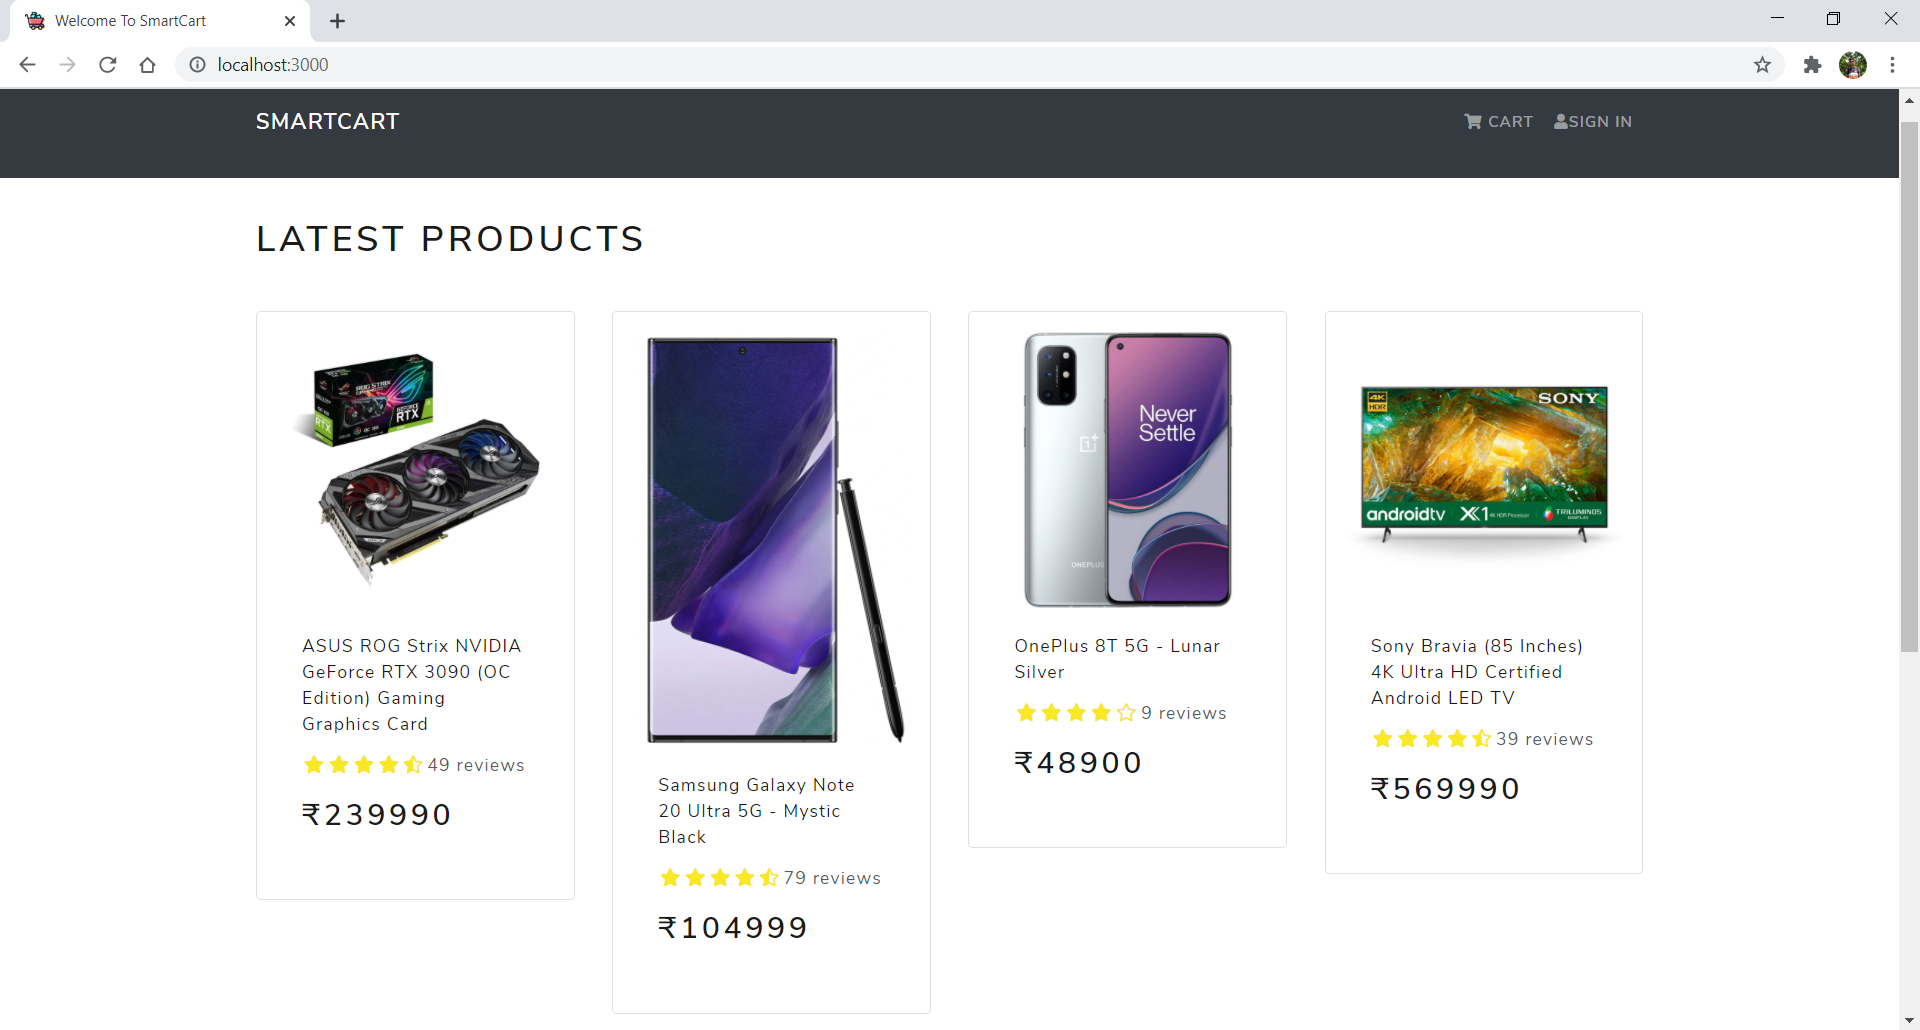 Welcome To SmartCart
localhost:3000
SMARTCART
CART
SIGN IN
LATEST PRODUCTS
ROG STRIX
GEFORCE
RTX
RTX
ASUS ROG Strix NVIDIA
GeForce RTX 3090 (OC
Edition) Gaming
Graphics Card
49 reviews
₹239990
Samsung Galaxy Note
20 Ultra 5G - Mystic
Black
79 reviews
₹104999
Never
Settle
ONEPLUS
OnePlus 8T 5G - Lunar
Silver
9 reviews
₹48900
4K
HDR
SONY
androidtv
X1 4K HDR Processor
TRILUMINOS
DISPLAY
Sony Bravia (85 Inches)
4K Ultra HD Certified
Android LED TV
39 reviews
₹569990